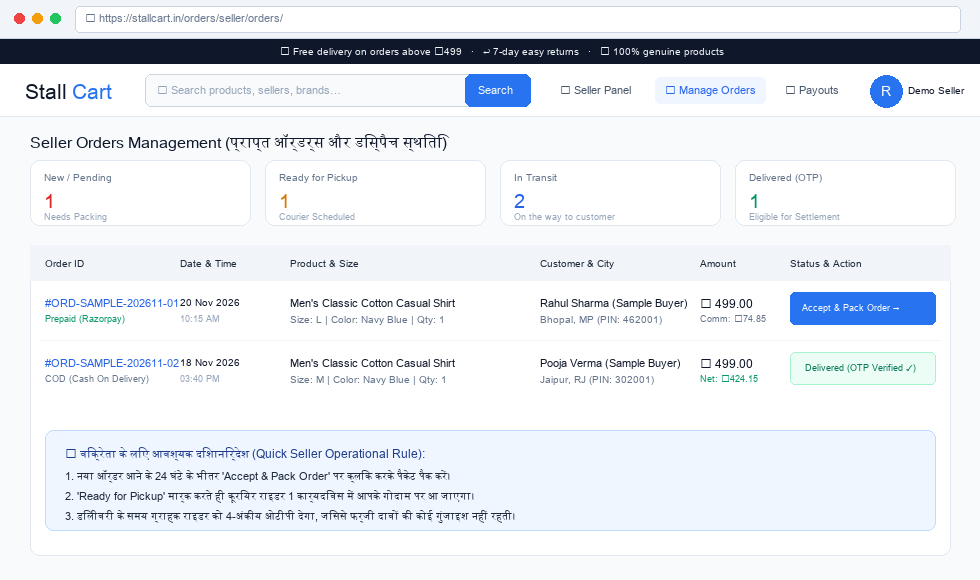 https://stallcart.in/orders/seller/orders/
Free delivery on orders above □499 · ↩ 7-day easy returns · 100% genuine products
Stall Cart
Search products, sellers, brands...
Search
Seller Panel
Manage Orders
Payouts
R
Demo Seller
Seller Orders Management (प्राप्त ऑर्डर्स और डिस्पैच स्थिति)
New / Pending
1
Needs Packing
Ready for Pickup
1
Courier Scheduled
In Transit
2
On the way to customer
Delivered (OTP)
1
Eligible for Settlement
Order ID Date & Time Product & Size Customer & City Amount Status & Action
#ORD-SAMPLE-202611-01 20 Nov 2026 Men's Classic Cotton Casual Shirt Rahul Sharma (Sample Buyer) □ 499.00 Accept & Pack Order →
Prepaid (Razorpay) 10:15 AM Size: L | Color: Navy Blue | Qty: 1 Bhopal, MP (PIN: 462001) Comm: □74.85
#ORD-SAMPLE-202611-02 18 Nov 2026 Men's Classic Cotton Casual Shirt Pooja Verma (Sample Buyer) □ 499.00 Delivered (OTP Verified ✓)
COD (Cash On Delivery) 03:40 PM Size: M | Color: Navy Blue | Qty: 1 Jaipur, RJ (PIN: 302001) Net: □424.15
विक्रेता के लिए आवश्यक दिशानिर्देश (Quick Seller Operational Rule):
1. नया ऑर्डर आने के 24 घंटे के भीतर 'Accept & Pack Order' पर क्लिक करके पैकेट पैक करें।
2. 'Ready for Pickup' मार्क करते ही कूरियर राइडर 1 कार्यदिवस में आपके गोदाम पर आ जाएगा।
3. डिलीवरी के समय ग्राहक राइडर को 4-अंकीय ओटीपी देगा, जिससे फर्जी दावों की कोई गुंजाइश नहीं रहती।